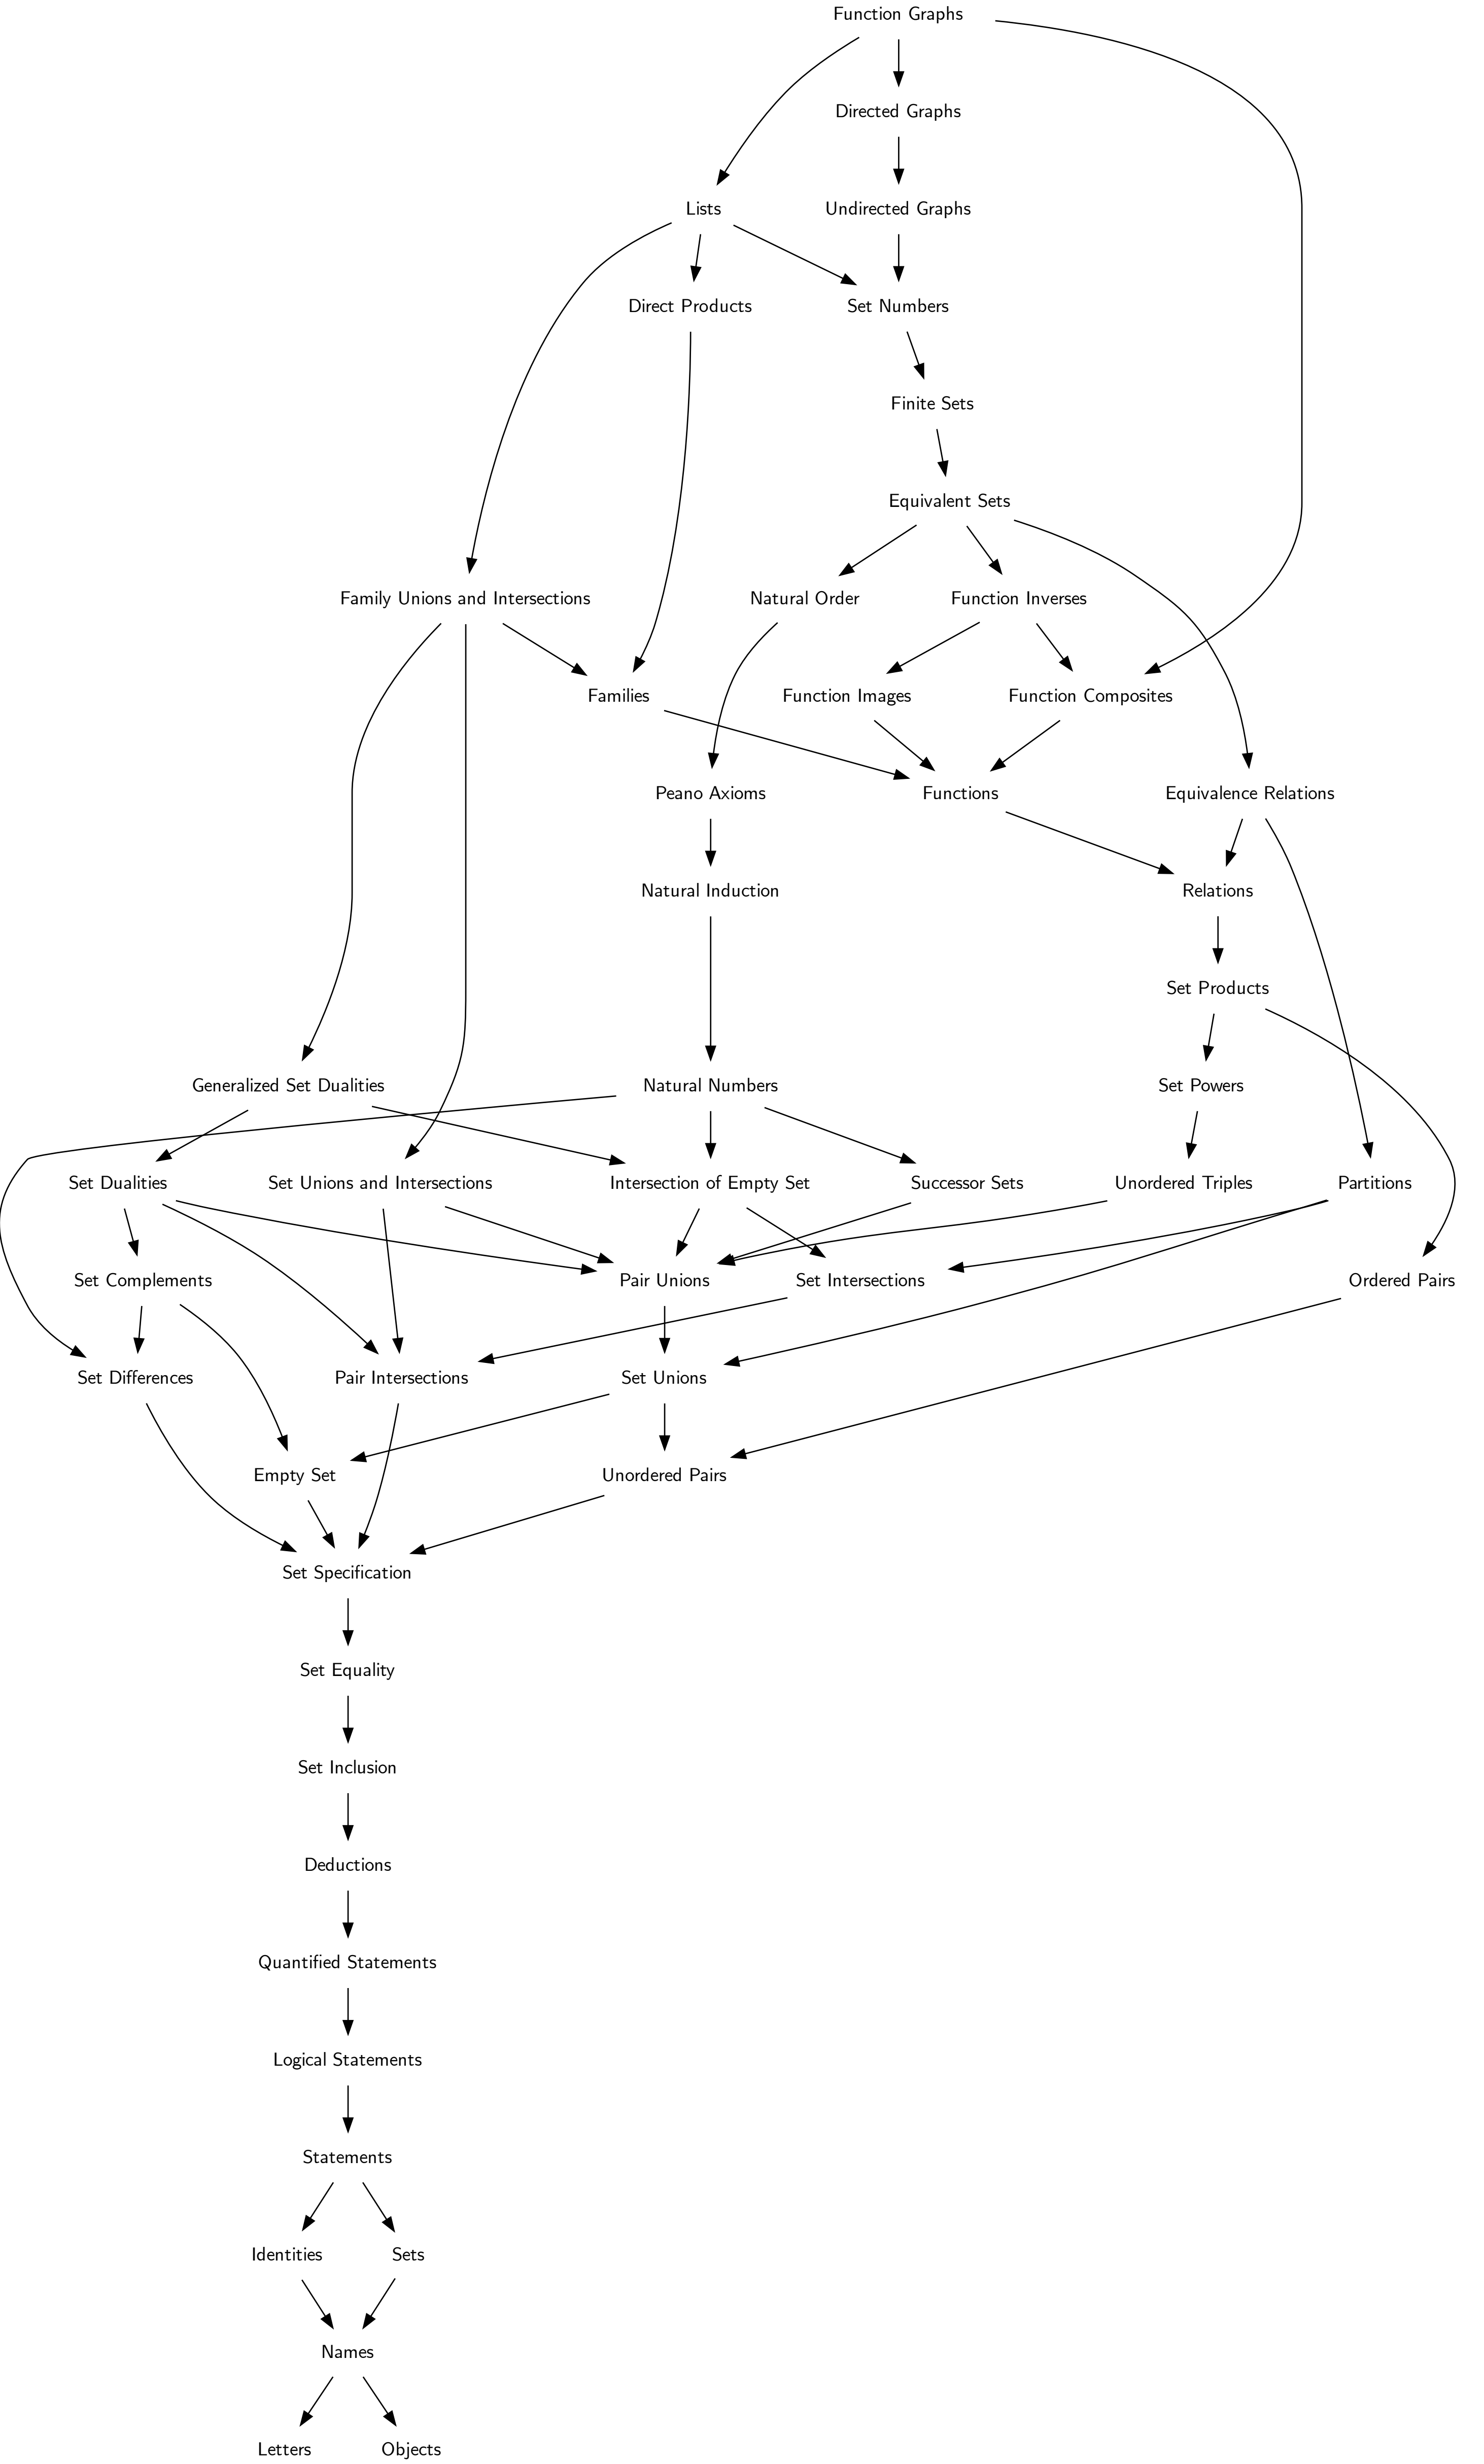 Function Graphs
Directed Graphs
Lists
Undirected Graphs
Direct Products
Set Numbers
Finite Sets
Equivalent Sets
Family Unions and Intersections
Natural Order
Function Inverses
Families
Function Images
Function Composites
Peano Axioms
Functions
Equivalence Relations
Natural Induction
Relations
Set Products
Generalized Set Dualities
Natural Numbers
Set Powers
Set Dualities
Set Unions and Intersections
Intersection of Empty Set
Successor Sets
Unordered Triples
Partitions
Set Complements
Pair Unions
Set Intersections
Ordered Pairs
Set Differences
Pair Intersections
Set Unions
Empty Set
Unordered Pairs
Set Specification
Set Equality
Set Inclusion
Deductions
Quantified Statements
Logical Statements
Statements
Identities
Sets
Names
Letters
Objects